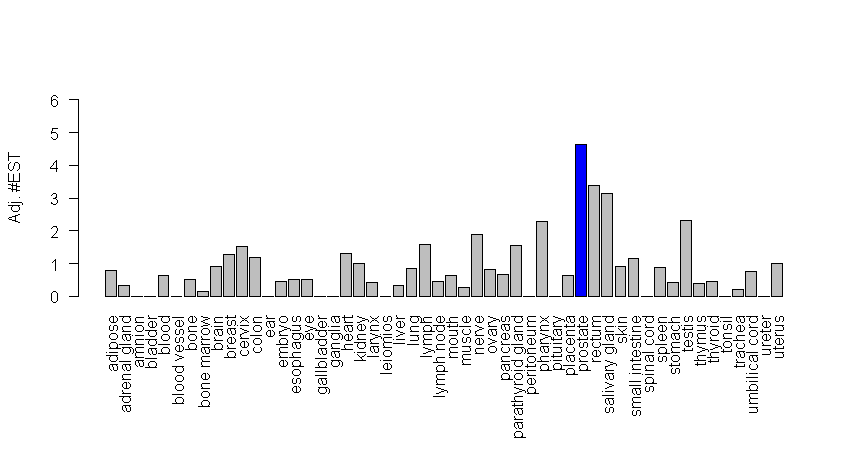 Adj. #EST
6
5
4
3
2
1
0
adipose
adrenal gland
amnion
bladder
blood
blood vessel
bone
bone marrow
brain
breast
cervix
colon
ear
embryo
esophagus
eye
gallbladder
ganglia
heart
kidney
larynx
leiomios
liver
lung
lymph
lymph node
mouth
muscle
nerve
ovary
pancreas
parathyroid gland
peritoneum
pharynx
pituitary
placenta
prostate
rectum
salivary gland
skin
small intestine
spinal cord
spleen
stomach
testis
thymus
thyroid
tonsil
trachea
umbilical cord
ureter
uterus